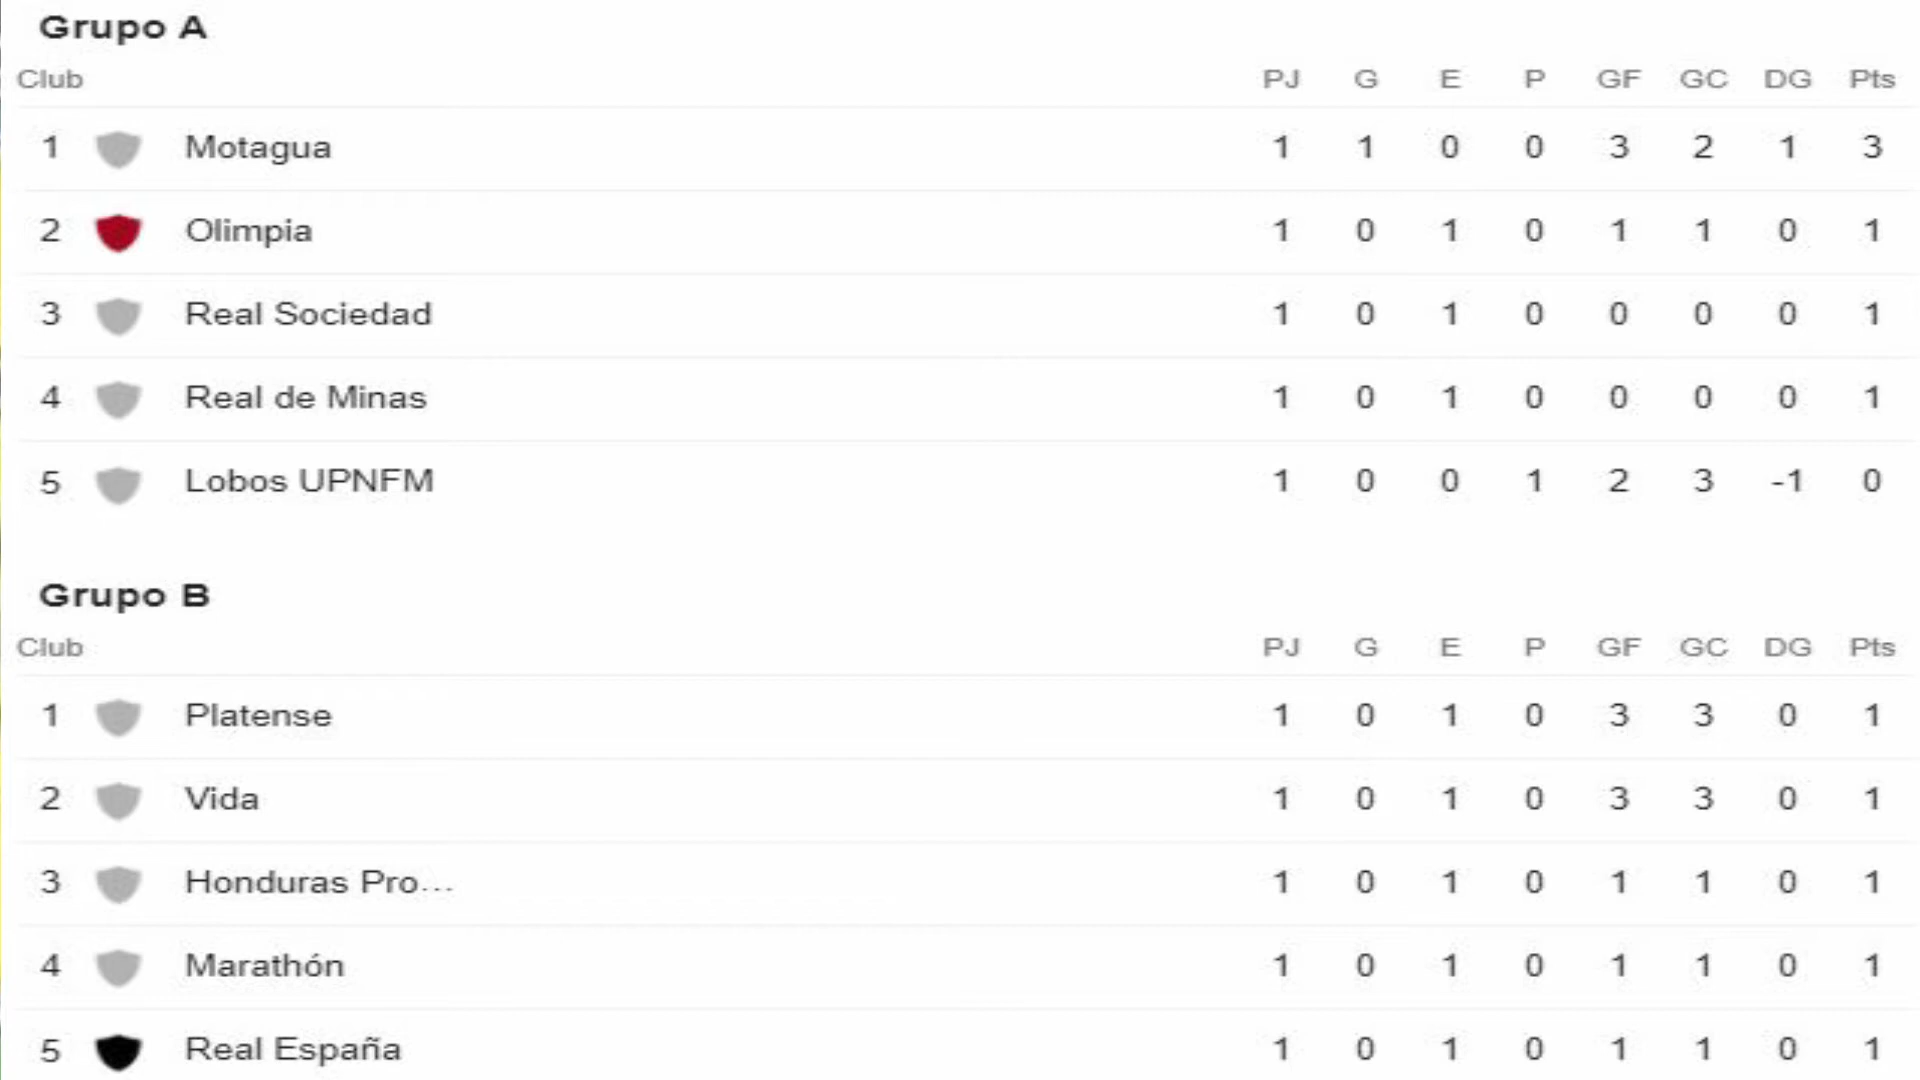 Grupo A
Club PJ G E P GF GC DG Pts
1 Motagua 1 1 0 0 3 2 1 3
2 Olimpia 1 0 1 0 1 1 0 1
3 Real Sociedad 1 0 1 0 0 0 0 1
4 Real de Minas 1 0 1 0 0 0 0 1
5 Lobos UPNFM 1 0 0 1 2 3 -1 0
Grupo B
Club PJ G E P GF GC DG Pts
1 Platense 1 0 1 0 3 3 0 1
2 Vida 1 0 1 0 3 3 0 1
3 Honduras Pro... 1 0 1 0 1 1 0 1
4 Marathón 1 0 1 0 1 1 0 1
5 Real España 1 0 1 0 1 1 0 1